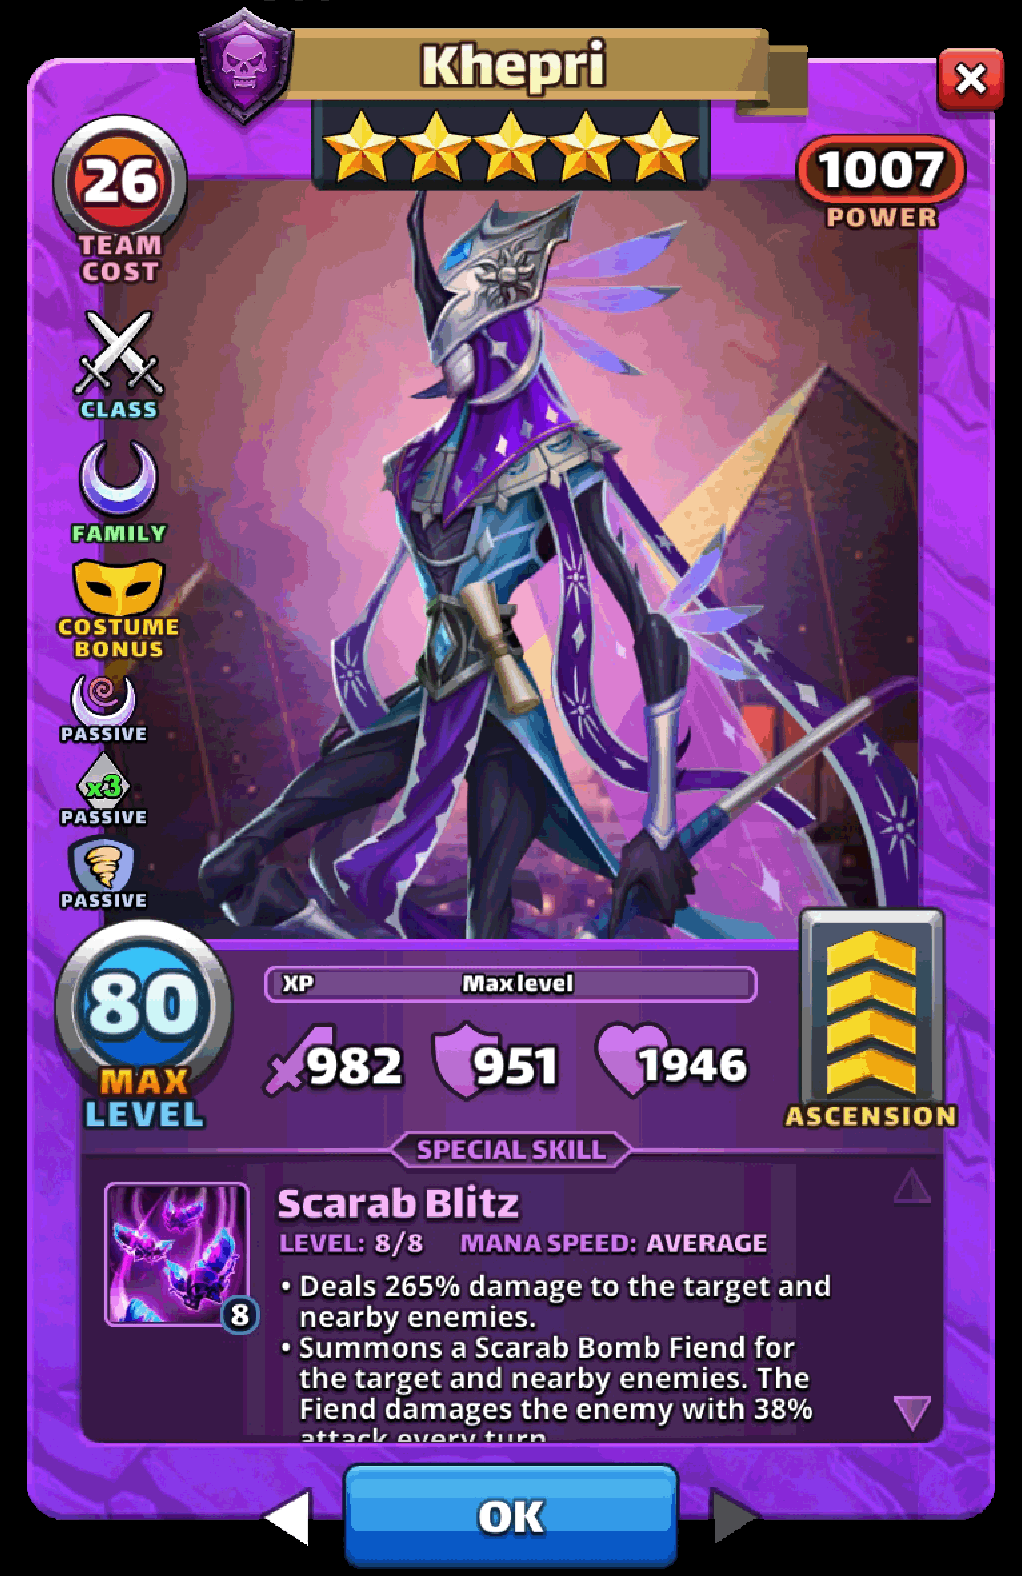 Khepri
26
TEAM
COST
1007
POWER
CLASS
FAMILY
COSTUME
BONUS
PASSIVE
x3
PASSIVE
PASSIVE
80
MAX
LEVEL
XP Max level
982 951 1946
ASCENSION
SPECIAL SKILL
Scarab Blitz
LEVEL: 8/8 MANA SPEED: AVERAGE
8
• Deals 265% damage to the target and
nearby enemies.
• Summons a Scarab Bomb Fiend for
the target and nearby enemies. The
Fiend damages the enemy with 38%
attack every turn
OK